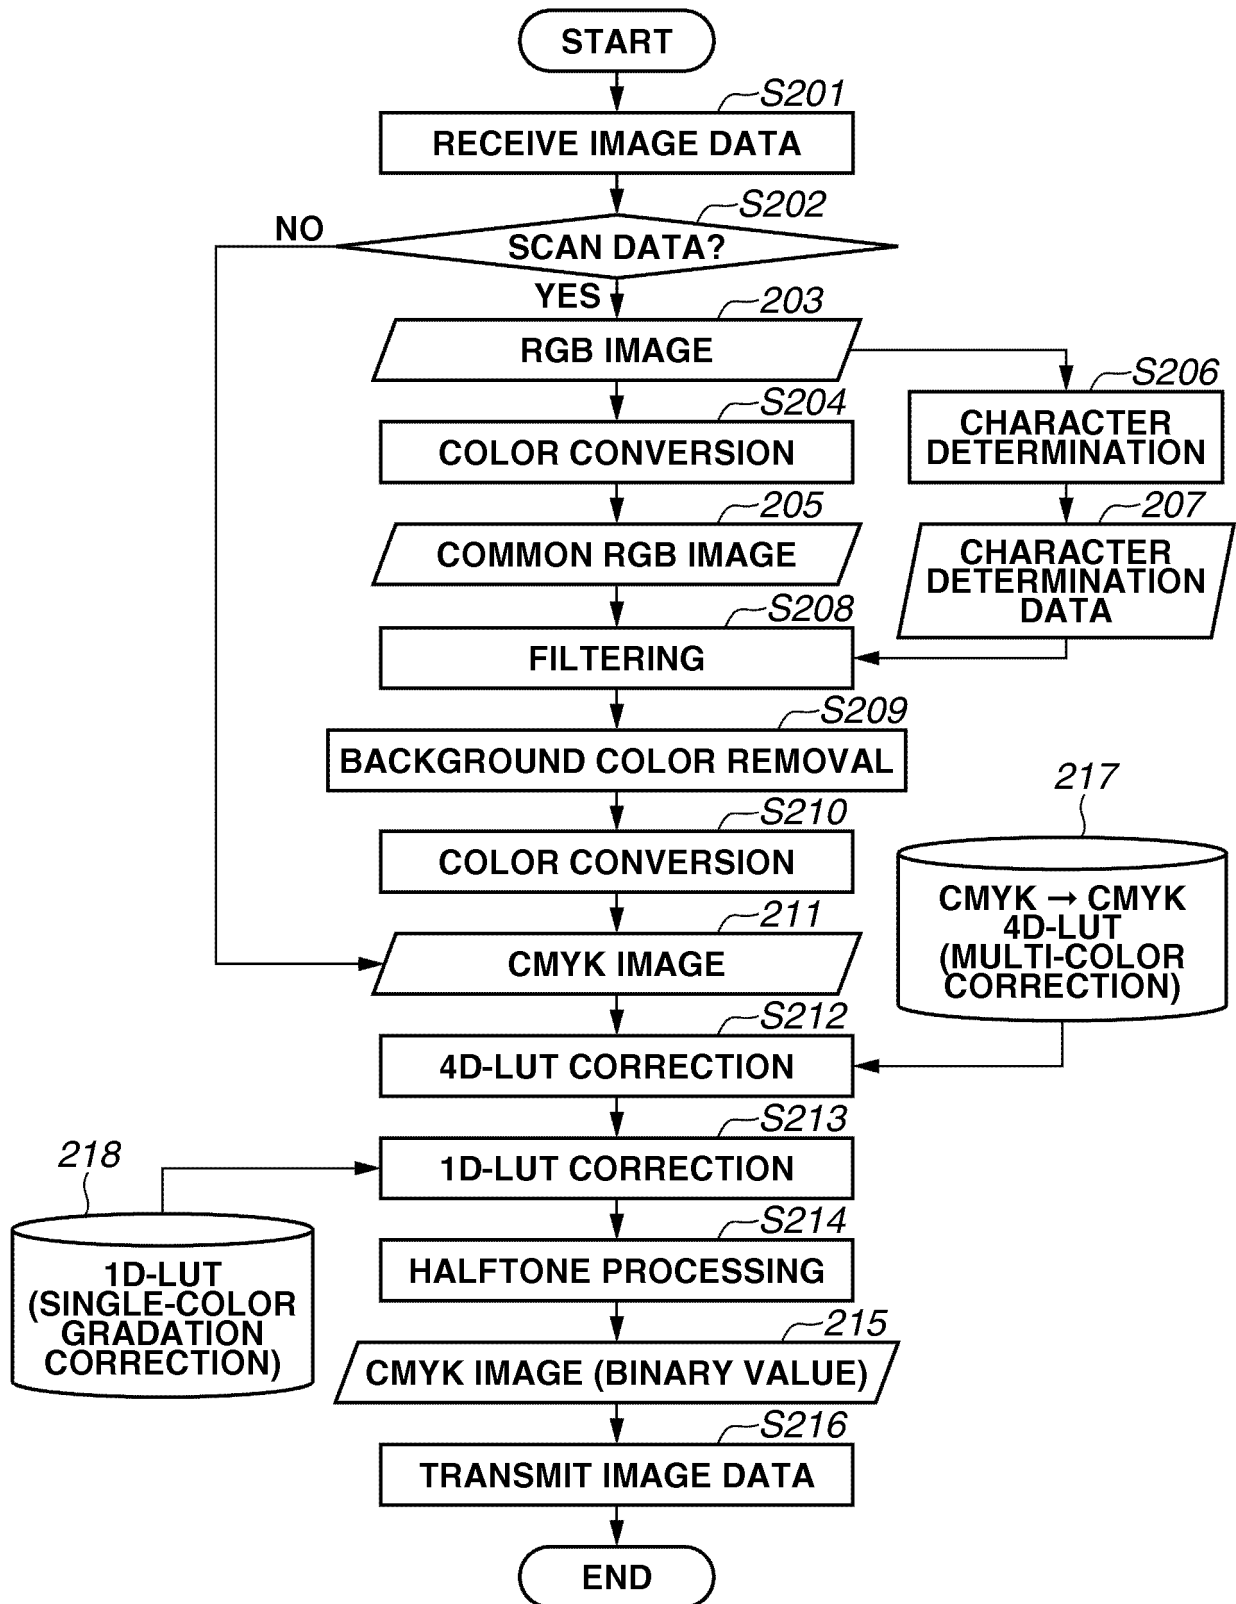 START
S201
RECEIVE IMAGE DATA
S202
NO
SCAN DATA?
YES
203
RGB IMAGE
S206
CHARACTER
DETERMINATION
S204
COLOR CONVERSION
207
CHARACTER
DETERMINATION
DATA
205
COMMON RGB IMAGE
S208
FILTERING
S209
BACKGROUND COLOR REMOVAL
217
CMYK → CMYK
4D-LUT
(MULTI-COLOR
CORRECTION)
S210
COLOR CONVERSION
211
CMYK IMAGE
S212
4D-LUT CORRECTION
S213
1D-LUT CORRECTION
218
1D-LUT
(SINGLE-COLOR
GRADATION
CORRECTION)
S214
HALFTONE PROCESSING
215
CMYK IMAGE (BINARY VALUE)
S216
TRANSMIT IMAGE DATA
END